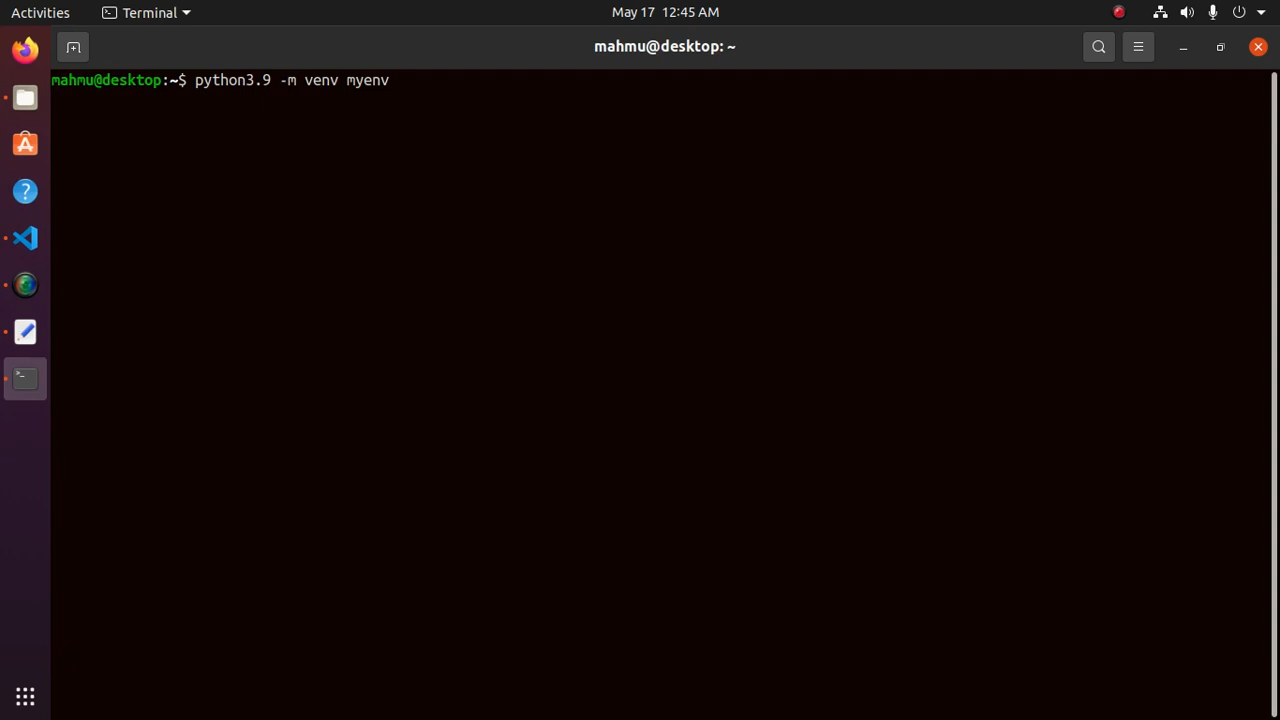 Activities
Terminal
May 17 12:45 AM
mahmu@desktop: ~
mahmu@desktop:~$ python3.9 -m venv myenv